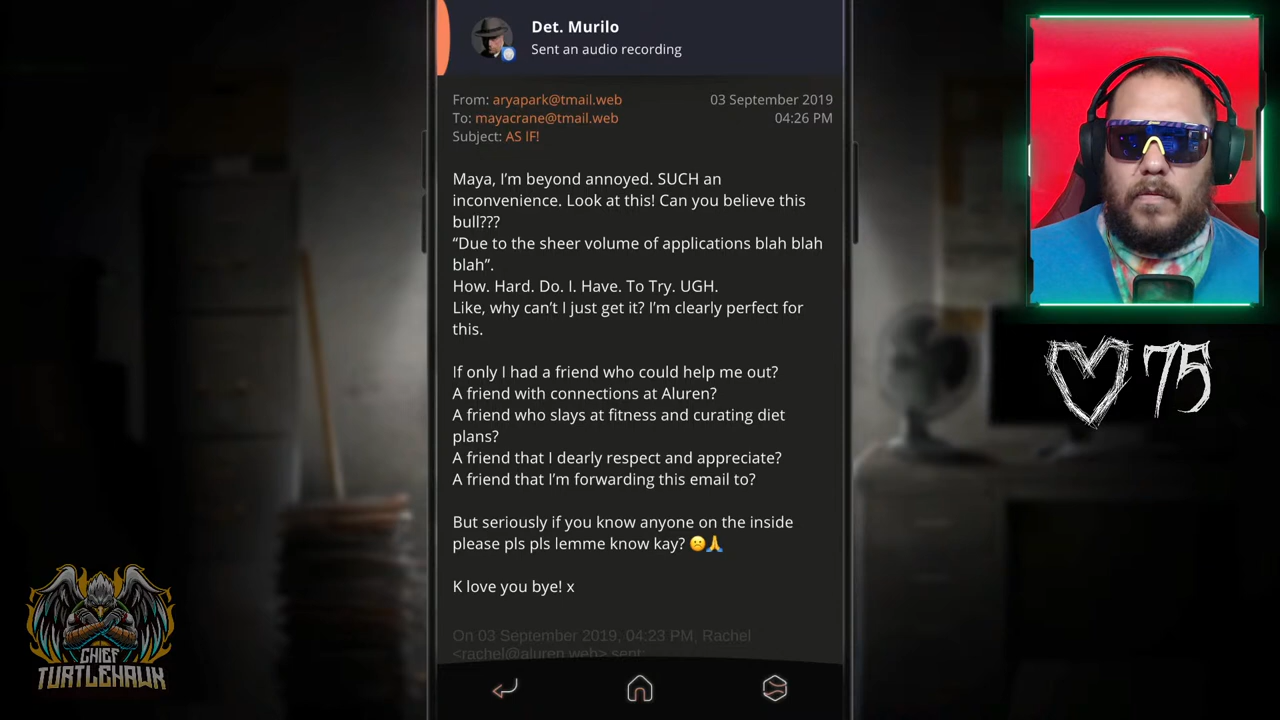 Det. Murilo
Sent an audio recording
From: aryapark@tmail.web
03 September 2019
To: mayacrane@tmail.web
04:26 PM
Subject: AS IF!
Maya, I’m beyond annoyed. SUCH an
inconvenience. Look at this! Can you believe this
bull???
“Due to the sheer volume of applications blah blah
blah”.
How. Hard. Do. I. Have. To Try. UGH.
Like, why can’t I just get it? I’m clearly perfect for
this.
If only I had a friend who could help me out?
A friend with connections at Aluren?
A friend who slays at fitness and curating diet
plans?
A friend that I dearly respect and appreciate?
A friend that I’m forwarding this email to?
But seriously if you know anyone on the inside
please pls pls lemme know kay? ☹️🙏
K love you bye! x
On 03 September 2019, 04:23 PM, Rachel
<rachel@aluren.web> sent:
75
CHIEF
TURTLEHAWK